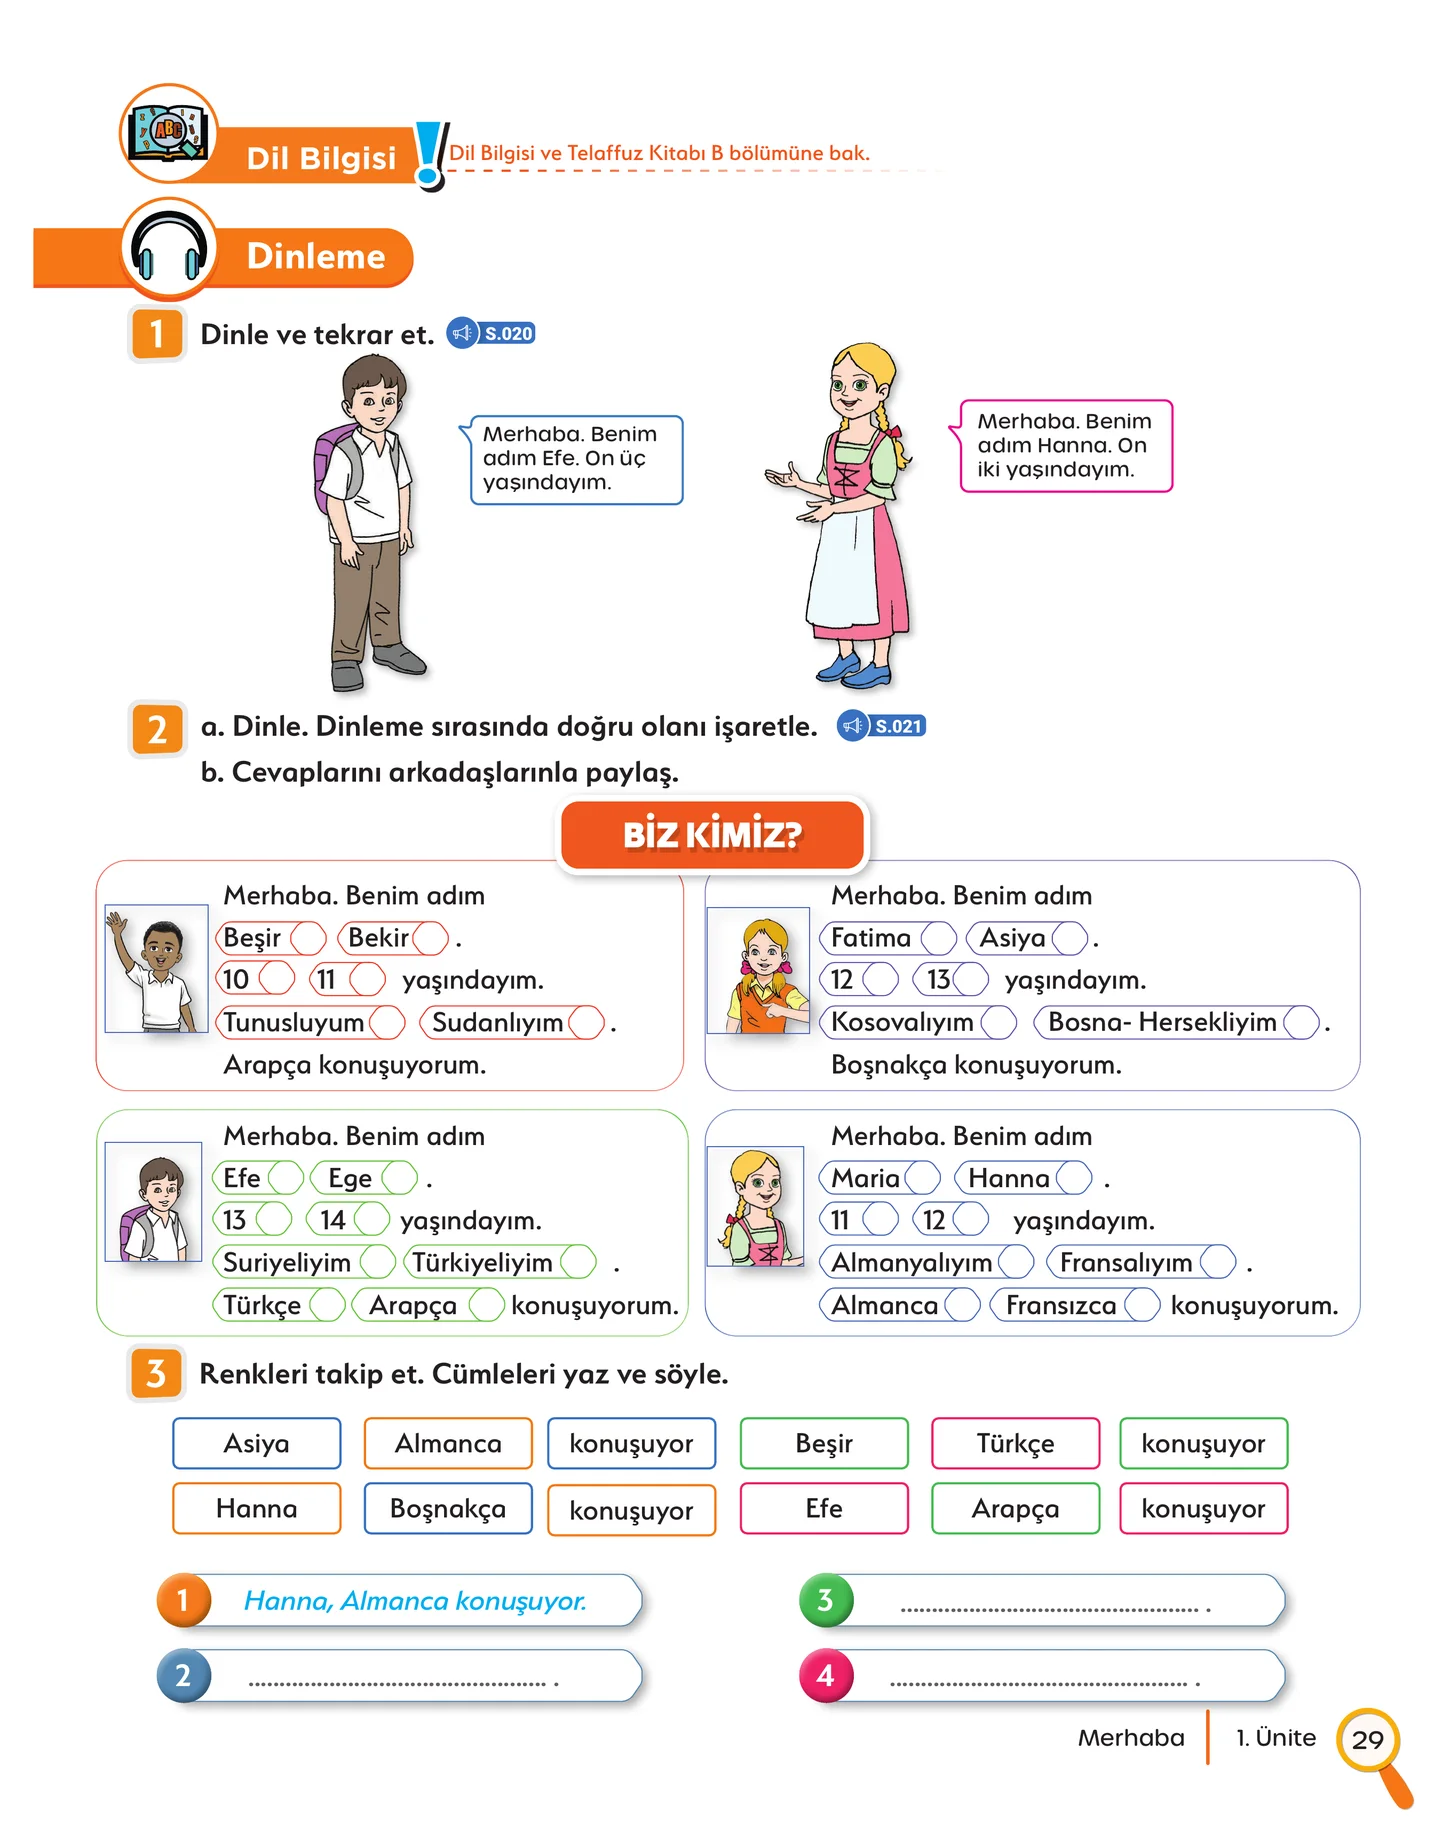 Dil Bilgisi
Dil Bilgisi ve Telaffuz Kitabı B bölümüne bak.
Dinleme
1 Dinle ve tekrar et. S.020
Merhaba. Benim
adım Efe. On üç
yaşındayım.
Merhaba. Benim
adım Hanna. On
iki yaşındayım.
2 a. Dinle. Dinleme sırasında doğru olanı işaretle. S.021
b. Cevaplarını arkadaşlarınla paylaş.
BİZ KİMİZ?
Merhaba. Benim adım
Beşir Bekir .
10 11 yaşındayım.
Tunusluyum Sudanlıyım .
Arapça konuşuyorum.
Merhaba. Benim adım
Fatima Asiya .
12 13 yaşındayım.
Kosovalıyım Bosna- Hersekliyim .
Boşnakça konuşuyorum.
Merhaba. Benim adım
Efe Ege .
13 14 yaşındayım.
Suriyeliyim Türkiyeliyim .
Türkçe Arapça konuşuyorum.
Merhaba. Benim adım
Maria Hanna .
11 12 yaşındayım.
Almanyalıyım Fransalıyım .
Almanca Fransızca konuşuyorum.
3 Renkleri takip et. Cümleleri yaz ve söyle.
Asiya Almanca konuşuyor Beşir Türkçe konuşuyor
Hanna Boşnakça konuşuyor Efe Arapça konuşuyor
1 Hanna, Almanca konuşuyor.
2 ................................................ .
3 ................................................ .
4 ................................................ .
Merhaba 1. Ünite 29